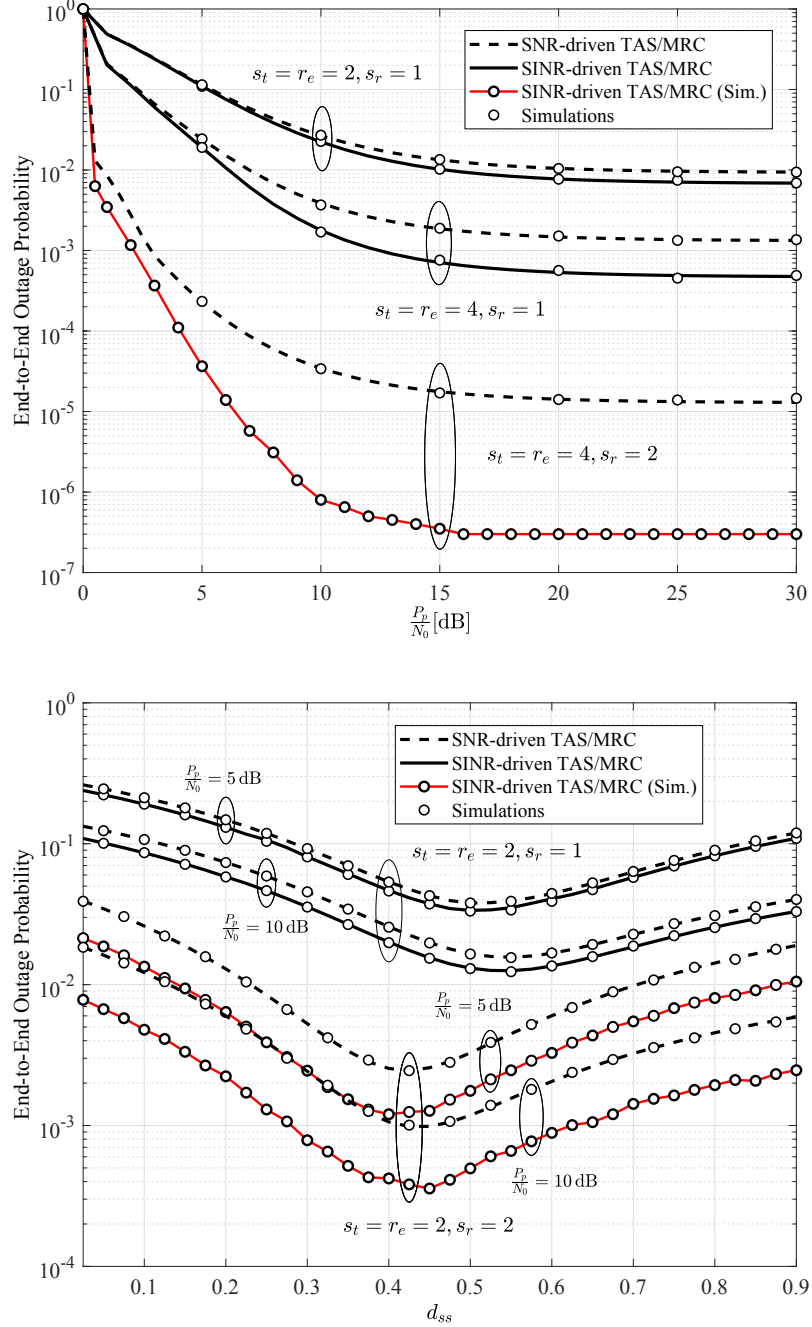 10^0
10^-1
10^-2
10^-3
10^-4
10^-5
10^-6
10^-7
End-to-End Outage Probability
SNR-driven TAS/MRC
SINR-driven TAS/MRC
SINR-driven TAS/MRC (Sim.)
Simulations
s_t = r_e = 2, s_r = 1
s_t = r_e = 4, s_r = 1
s_t = r_e = 4, s_r = 2
0 5 10 15 20 25 30
P_p/N_0 [dB]
10^0
10^-1
10^-2
10^-3
10^-4
End-to-End Outage Probability
SNR-driven TAS/MRC
SINR-driven TAS/MRC
SINR-driven TAS/MRC (Sim.)
Simulations
P_p/N_0 = 5 dB
s_t = r_e = 2, s_r = 1
P_p/N_0 = 10 dB
P_p/N_0 = 5 dB
P_p/N_0 = 10 dB
s_t = r_e = 2, s_r = 2
0.1 0.2 0.3 0.4 0.5 0.6 0.7 0.8 0.9
d_ss